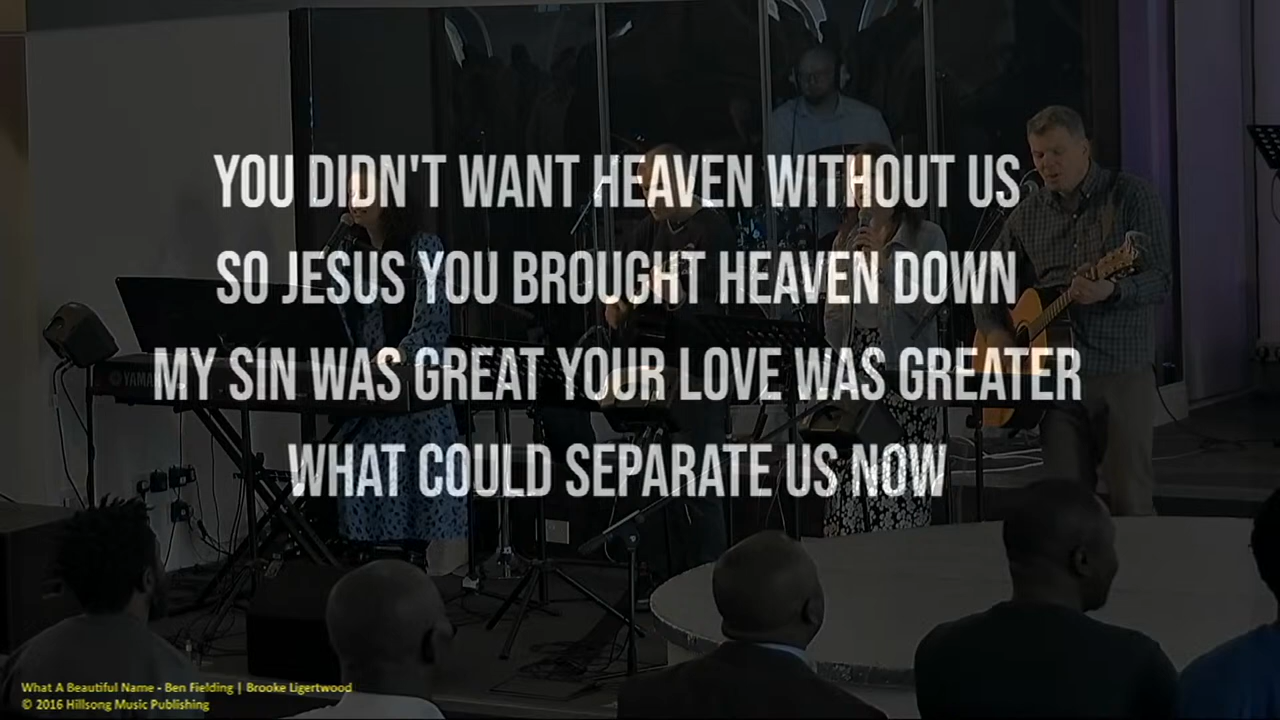 YOU DIDN'T WANT HEAVEN WITHOUT US
SO JESUS YOU BROUGHT HEAVEN DOWN
MY SIN WAS GREAT YOUR LOVE WAS GREATER
WHAT COULD SEPARATE US NOW
What A Beautiful Name - Ben Fielding | Brooke Ligertwood
© 2016 Hillsong Music Publishing